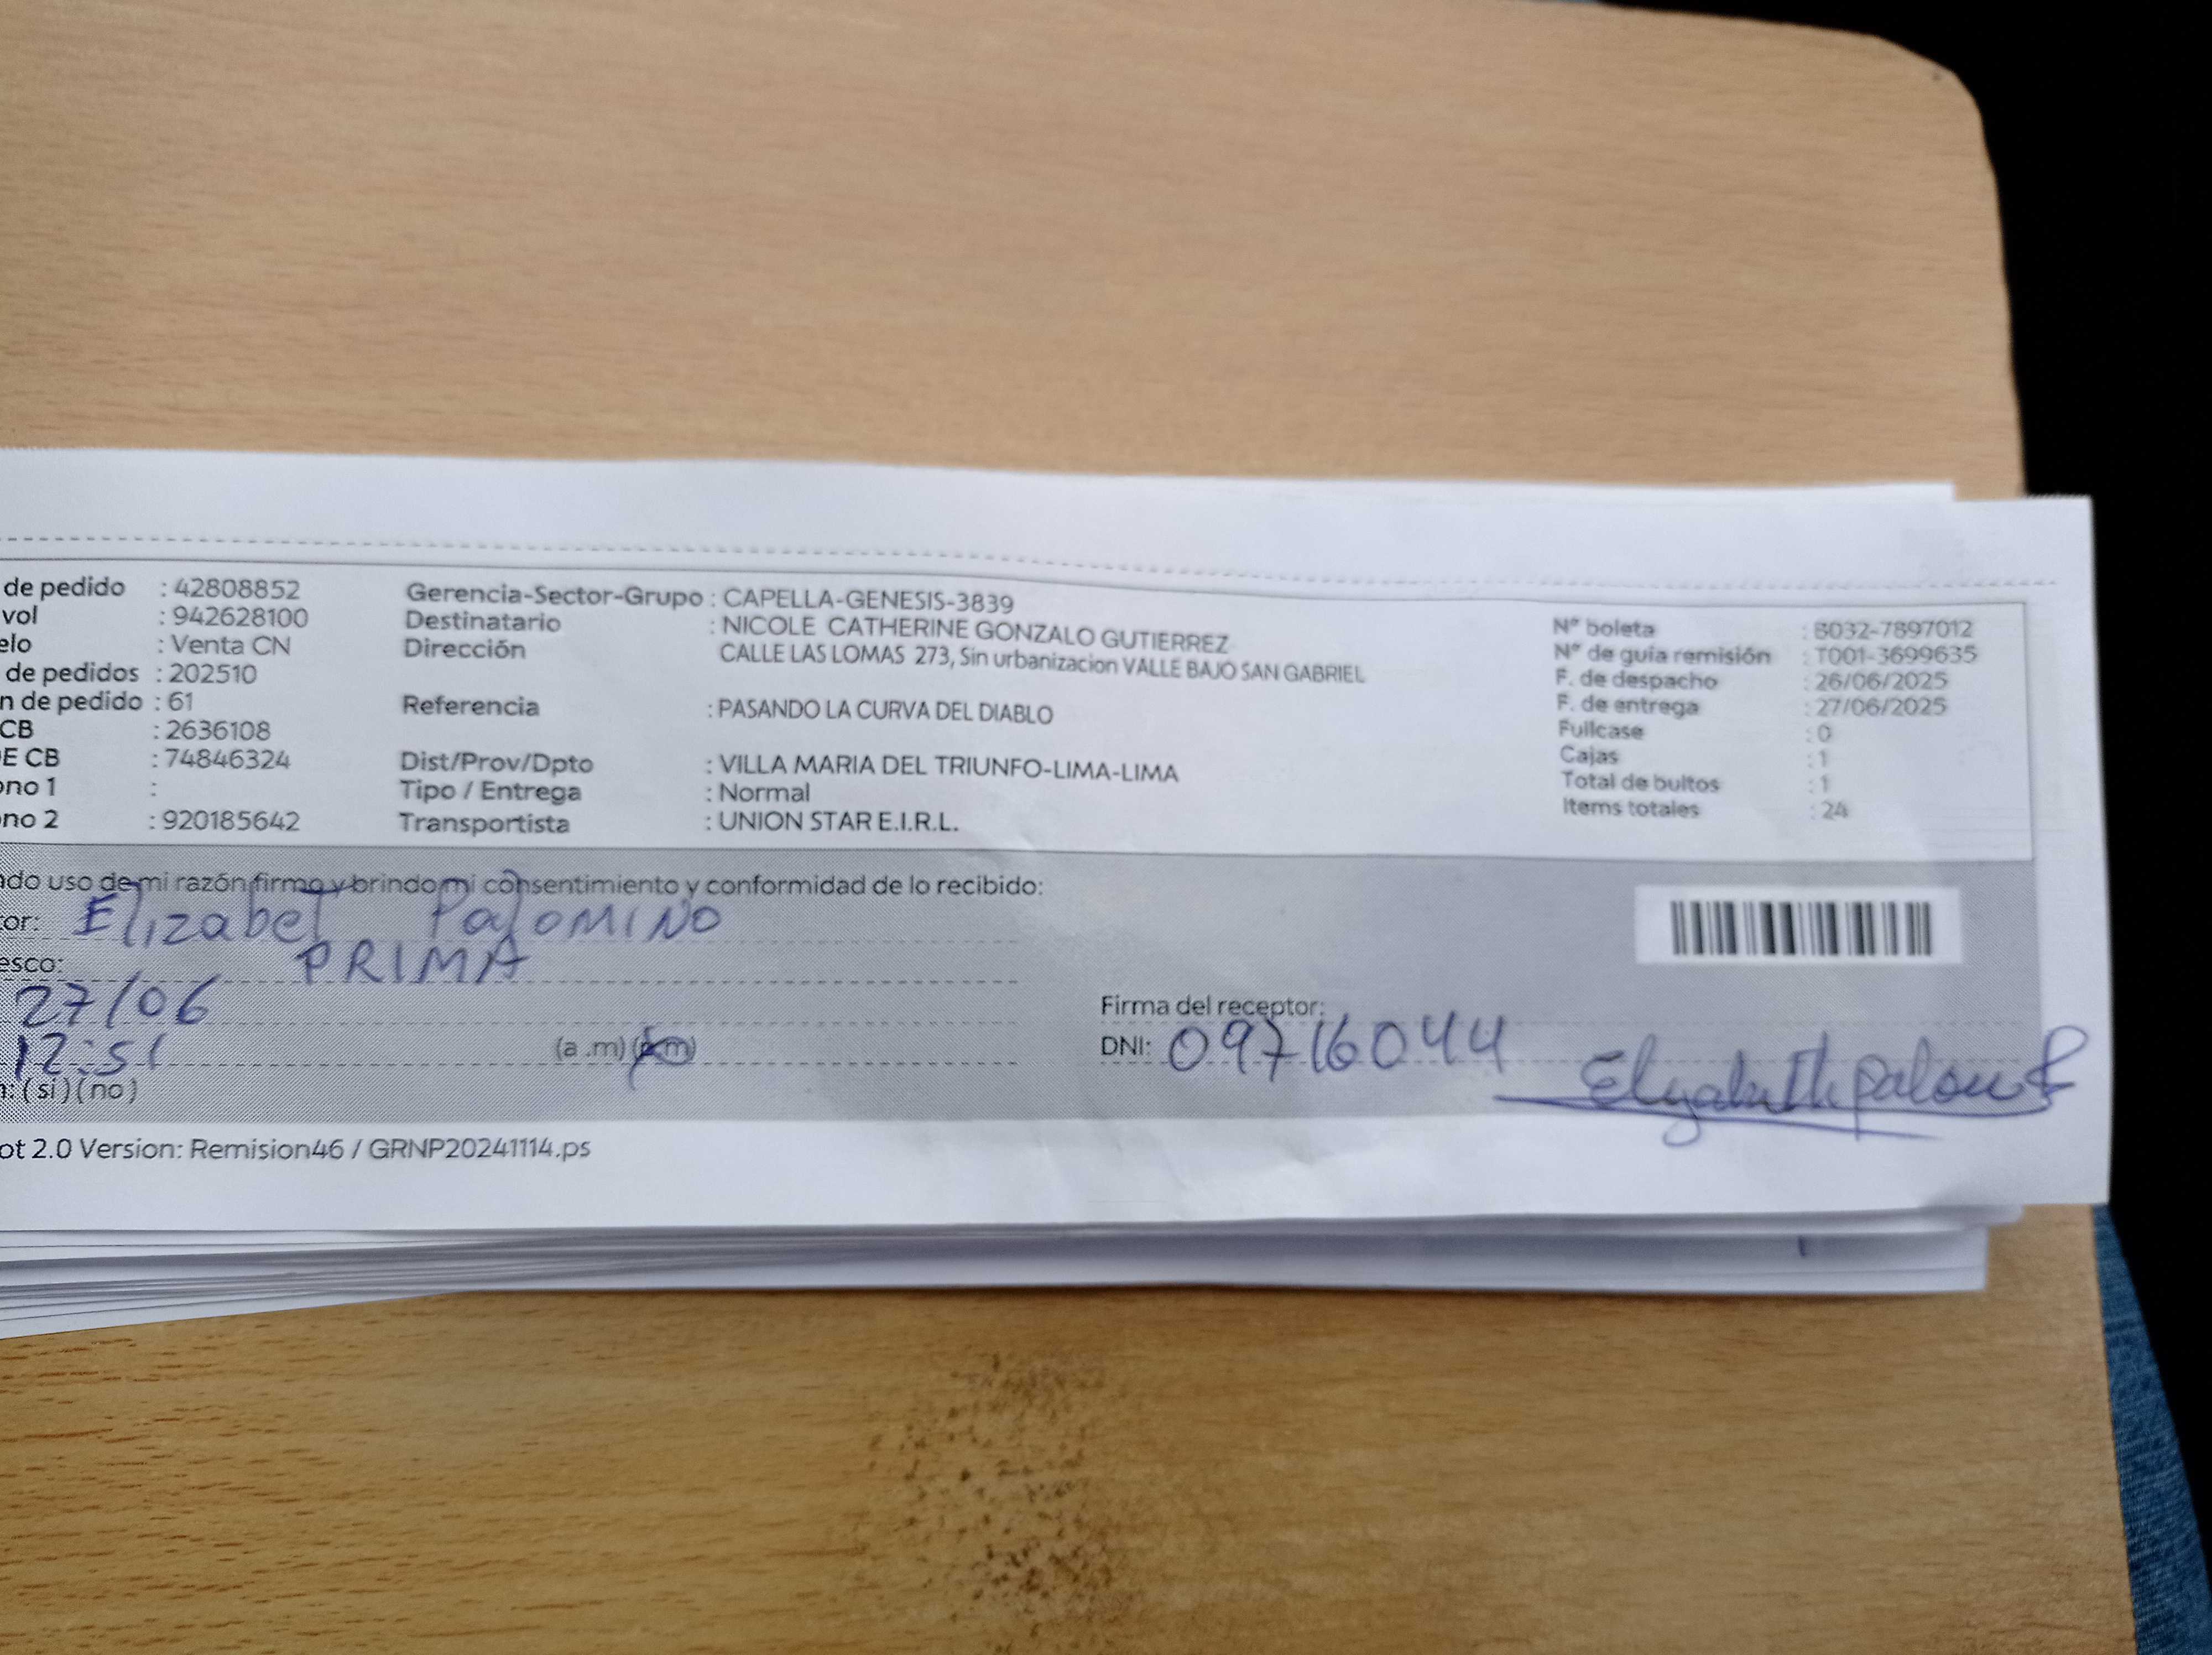 de pedido : 42808852
vol : 942628100
elo : Venta CN
de pedidos : 202510
n de pedido : 61
CB : 2636108
E CB : 74846324
ono 1 :
no 2 : 920185642
Gerencia-Sector-Grupo : CAPELLA-GENESIS-3839
Destinatario : NICOLE CATHERINE GONZALO GUTIERREZ
Dirección CALLE LAS LOMAS 273, Sin urbanizacion VALLE BAJO SAN GABRIEL
Referencia : PASANDO LA CURVA DEL DIABLO
Dist/Prov/Dpto : VILLA MARIA DEL TRIUNFO-LIMA-LIMA
Tipo / Entrega : Normal
Transportista : UNION STAR E.I.R.L.
N° boleta : B032-7897012
N° de guía remisión : T001-3699635
F. de despacho : 26/06/2025
F. de entrega : 27/06/2025
Fullcase : 0
Cajas : 1
Total de bultos : 1
Items totales : 24
ndo uso de mi razón firmo y brindo mi consentimiento y conformidad de lo recibido:
tor: Elizabet Palomino
esco: PRIMA
27/06
12:51 (a .m) (p.m)
n: (si) (no)
Firma del receptor:
DNI: 09716044
ot 2.0 Version: Remision46 / GRNP20241114.ps